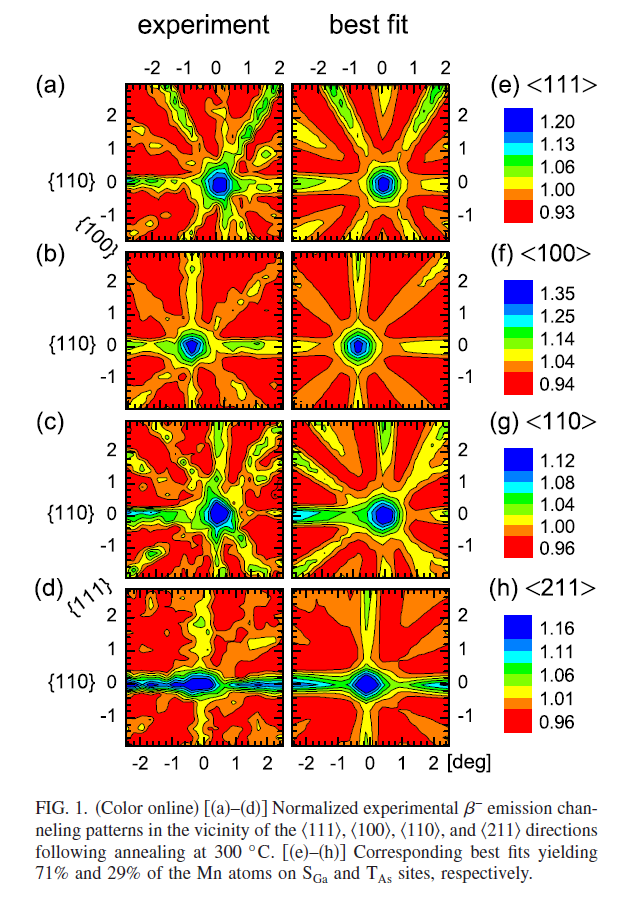 experiment best fit
-2 -1 0 1 2 -2 -1 0 1 2
(a) (e) <111>
2 2
1 1
{110} 0 0
-1 -1
1.20
1.13
1.06
1.00
0.93
{100}
(b) (f) <100>
2 2
1 1
{110} 0 0
-1 -1
1.35
1.25
1.14
1.04
0.94
(c) (g) <110>
2 2
1 1
{110} 0 0
-1 -1
1.12
1.08
1.04
1.00
0.96
{111}
(d) (h) <211>
2 2
1 1
{110} 0 0
-1 -1
1.16
1.11
1.06
1.01
0.96
-2 -1 0 1 2 -2 -1 0 1 2 [deg]
FIG. 1. (Color online) [(a)–(d)] Normalized experimental β⁻ emission chan-
neling patterns in the vicinity of the ⟨111⟩, ⟨100⟩, ⟨110⟩, and ⟨211⟩ directions
following annealing at 300 °C. [(e)–(h)] Corresponding best fits yielding
71% and 29% of the Mn atoms on S_Ga and T_As sites, respectively.